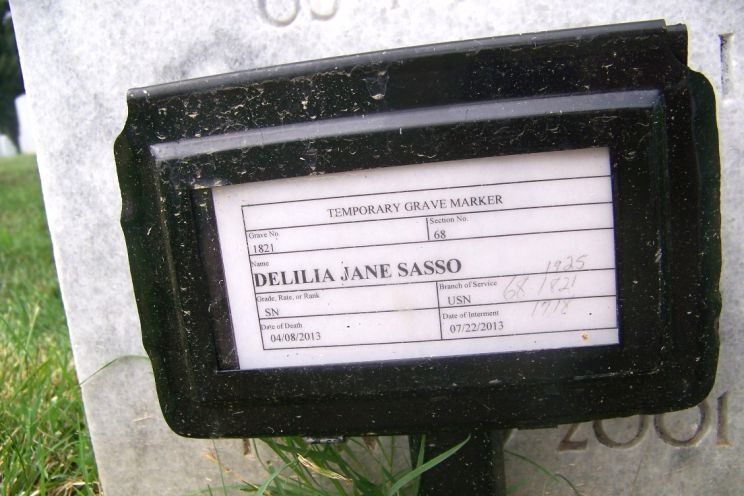 TEMPORARY GRAVE MARKER
Grave No. Section No.
1821 68
Name
DELILIA JANE SASSO
1925
Grade, Rate, or Rank Branch of Service 68-1821
SN USN 1718
Date of Death Date of Interment
04/08/2013 07/22/2013
2001